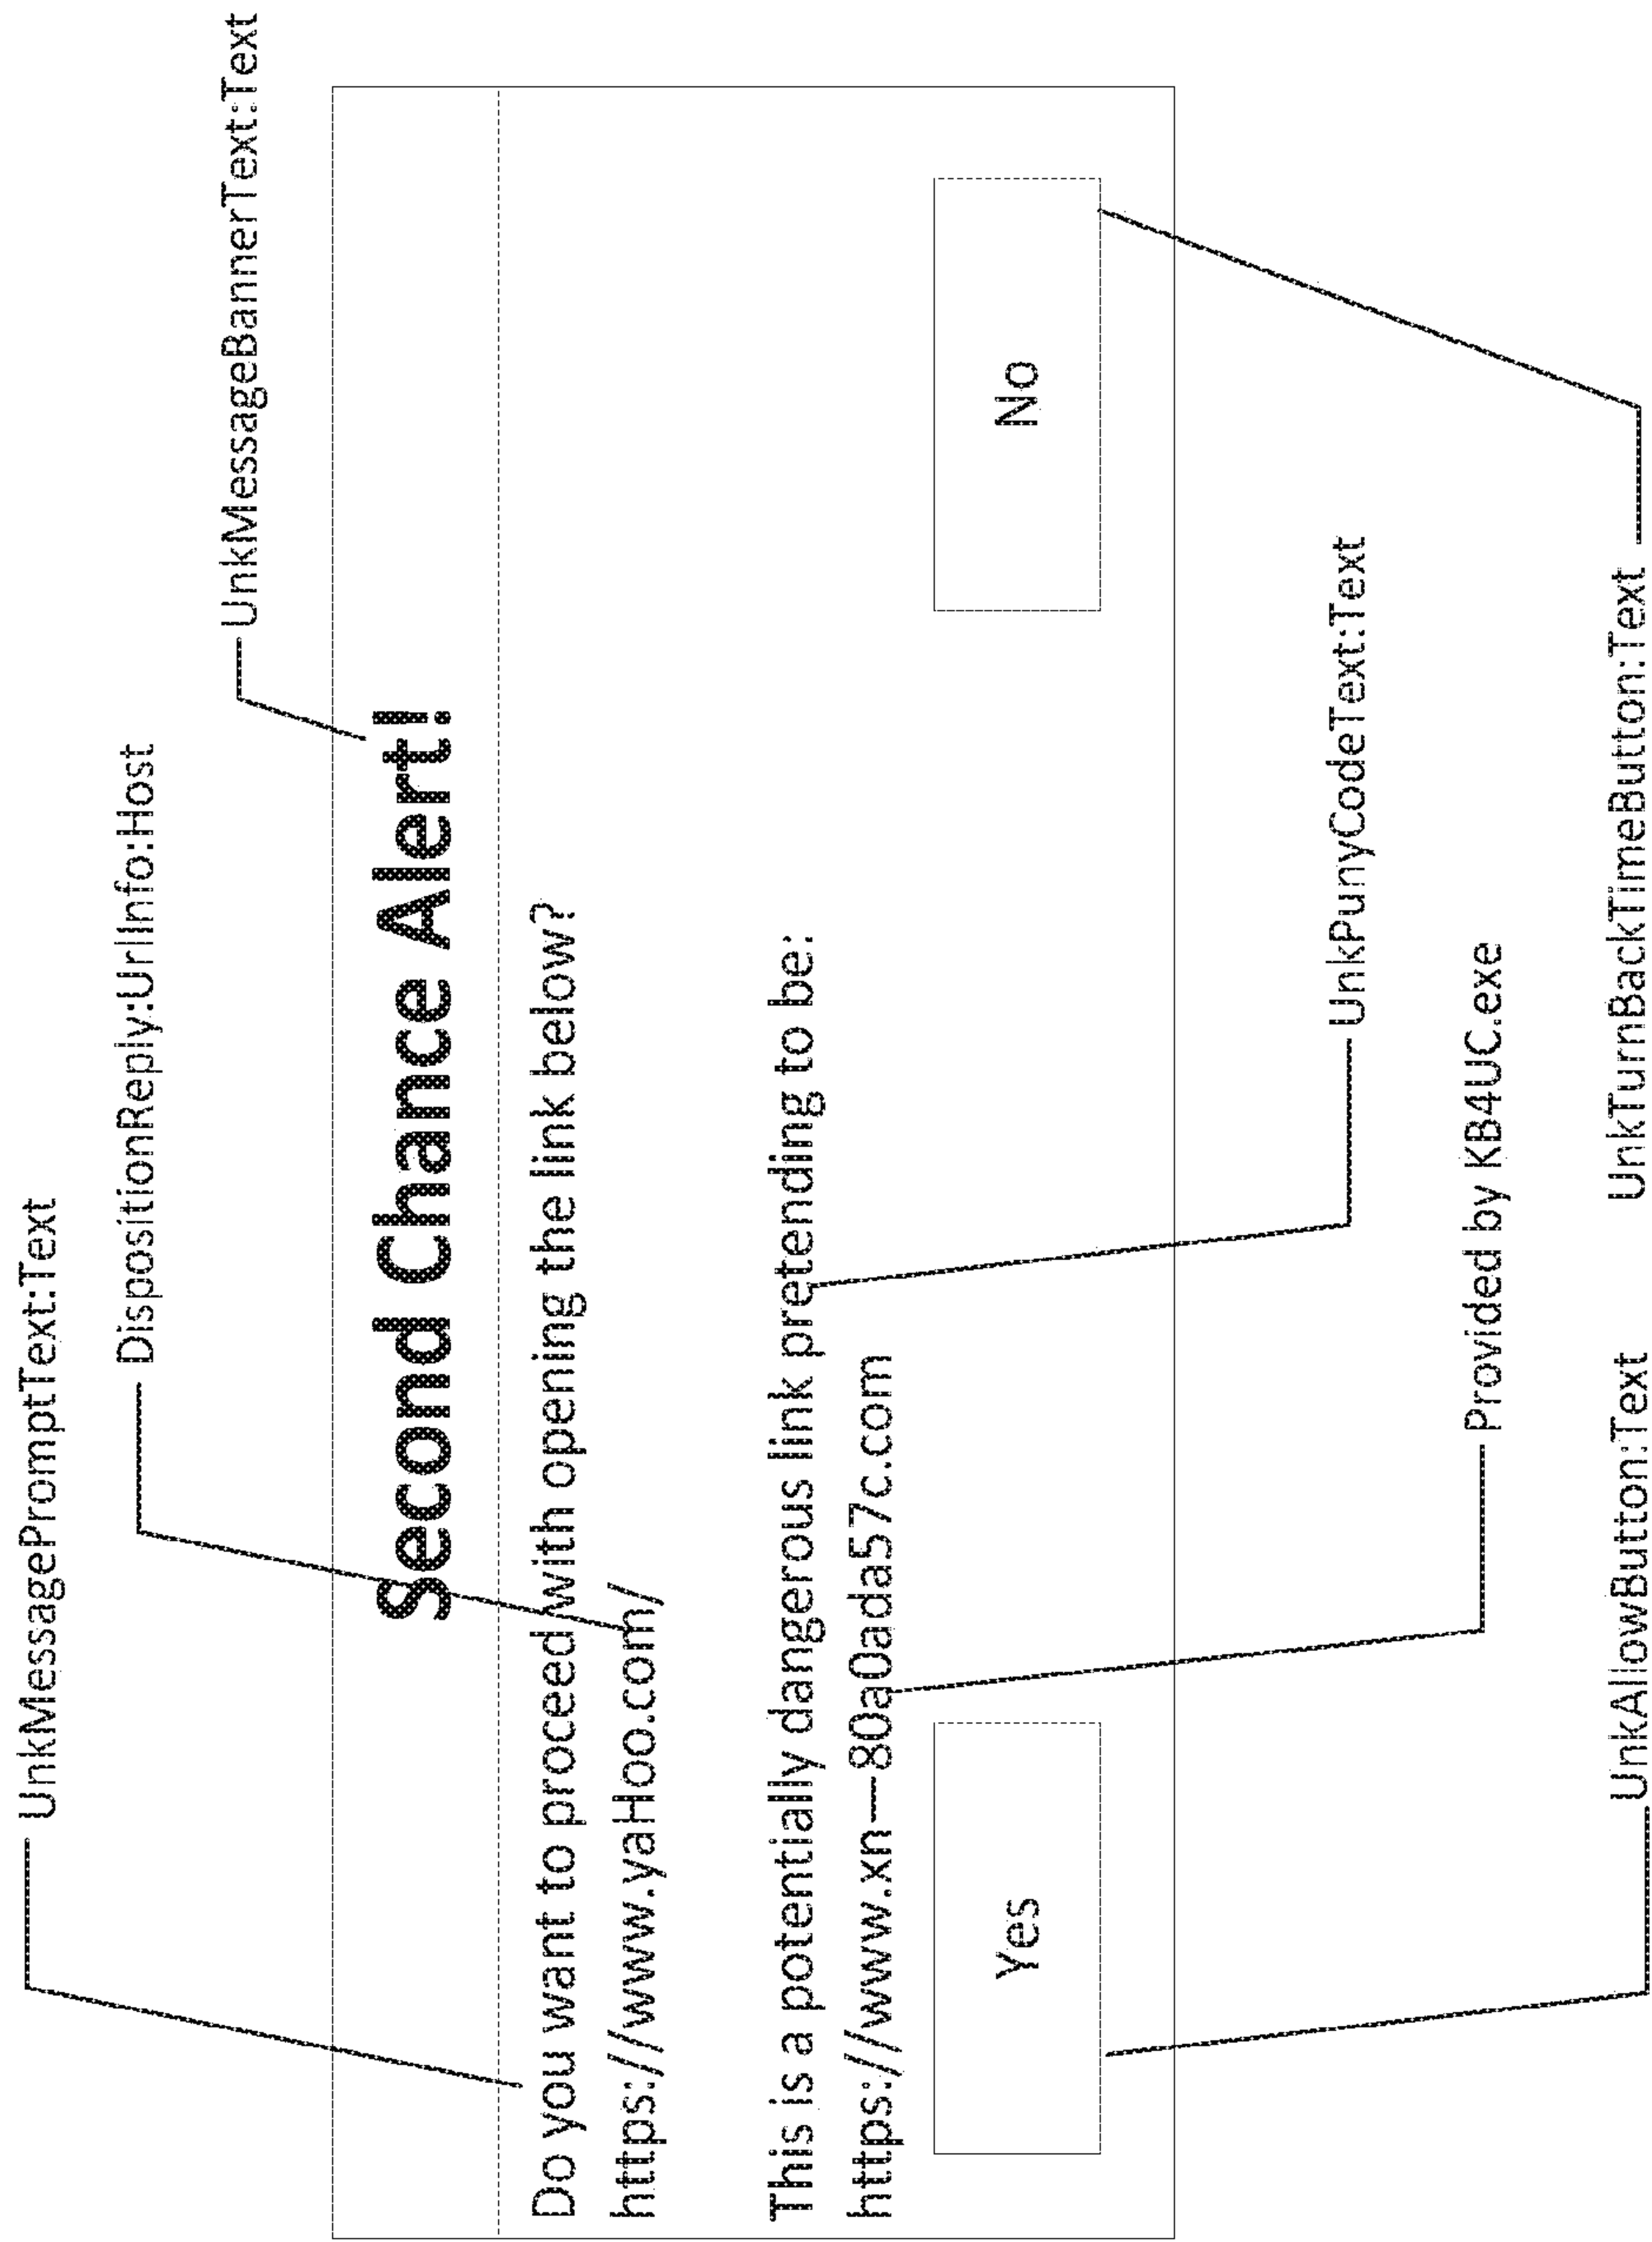 UnkMessagePromptText:Text
DispositionReply:UrlInfo:Host
UnkMessageBannerText:Text
Second Chance Alert!
Do you want to proceed with opening the link below?
https://www.yaHoo.com/
This is a potentially dangerous link pretending to be:
https://www.xn—80a0ada57c.com
Yes
No
UnkPunyCodeText:Text
Provided by KB4UC.exe
UnkAllowButton:Text
UnkTurnBackTimeButton:Text